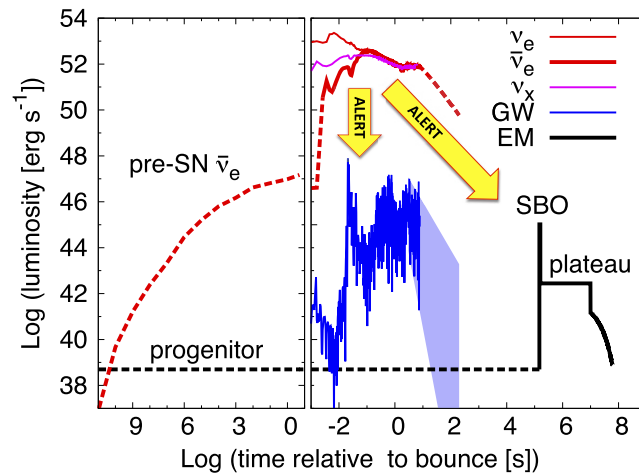 54
52
50
48
46
44
42
40
38
Log (luminosity) [erg s⁻¹]
νe
ν̄e
νx
GW
EM
ALERT
ALERT
pre-SN ν̄e
SBO
plateau
progenitor
9 6 3 0 -2 0 2 4 6 8
Log (time relative to bounce [s])